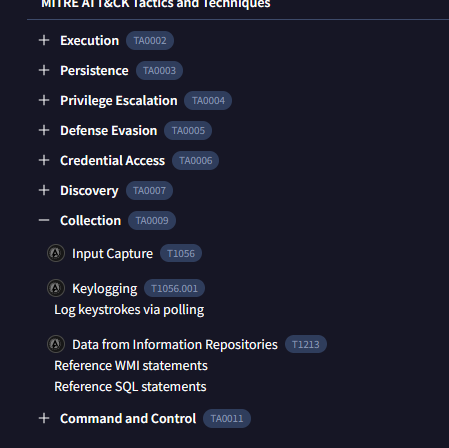 MITRE ATT&CK Tactics and Techniques
Execution TA0002
Persistence TA0003
Privilege Escalation TA0004
Defense Evasion TA0005
Credential Access TA0006
Discovery TA0007
Collection TA0009
Input Capture T1056
Keylogging T1056.001
Log keystrokes via polling
Data from Information Repositories T1213
Reference WMI statements
Reference SQL statements
Command and Control TA0011